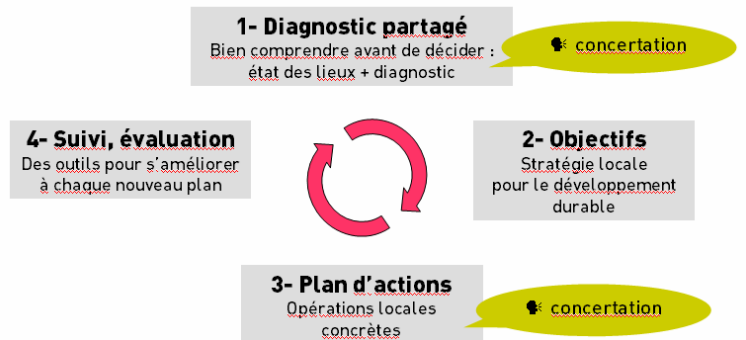 1- Diagnostic partagé
Bien comprendre avant de décider :
état des lieux + diagnostic
concertation
4- Suivi, évaluation
Des outils pour s’améliorer
à chaque nouveau plan
2- Objectifs
Stratégie locale
pour le développement
durable
3- Plan d’actions
Opérations locales
concrètes
concertation